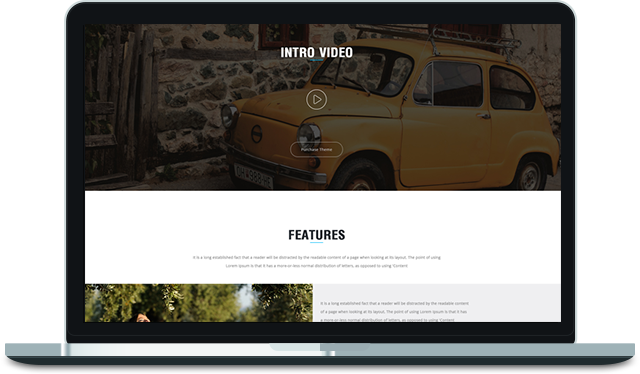 INTRO VIDEO
Purchase Theme
FEATURES
It is a long established fact that a reader will be distracted by the readable content of a page when looking at its layout. The point of using
Lorem Ipsum is that it has a more-or-less normal distribution of letters, as opposed to using 'Content
It is a long established fact that a reader will be distracted by the readable content
of a page when looking at its layout. The point of using Lorem Ipsum is that it has
a more-or-less normal distribution of letters, as opposed to using 'Content